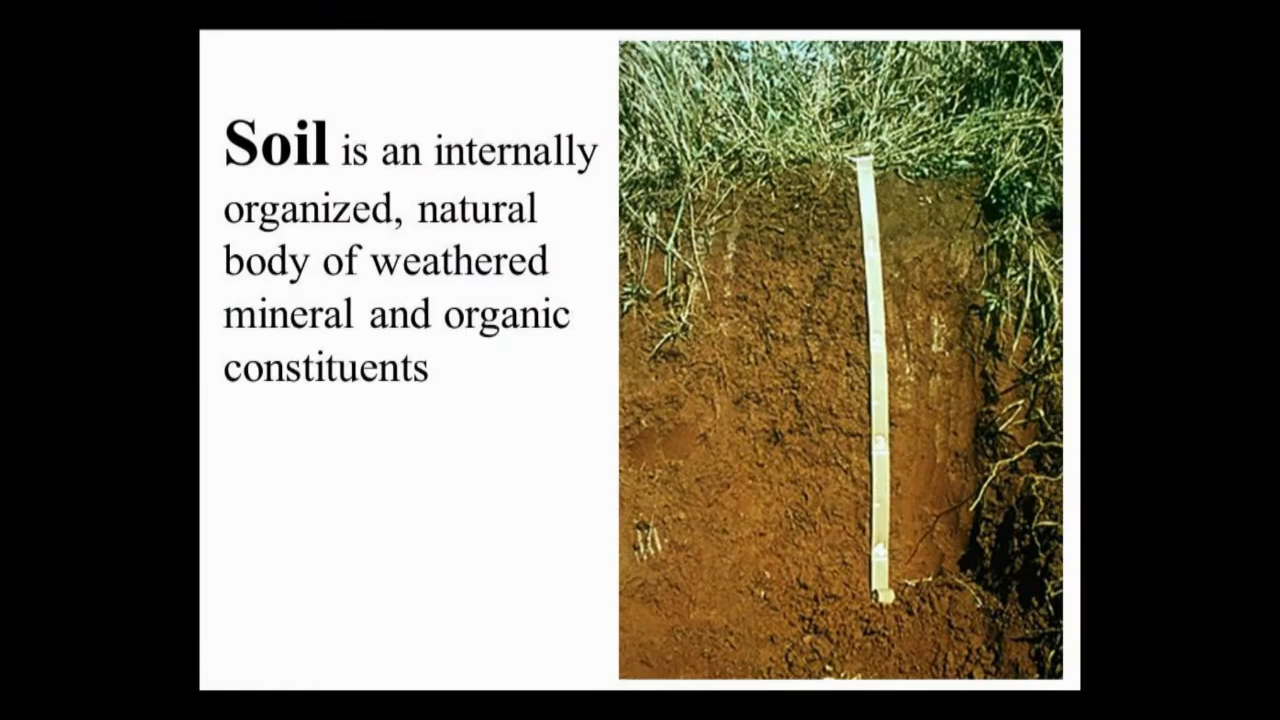 Soil is an internally
organized, natural
body of weathered
mineral and organic
constituents